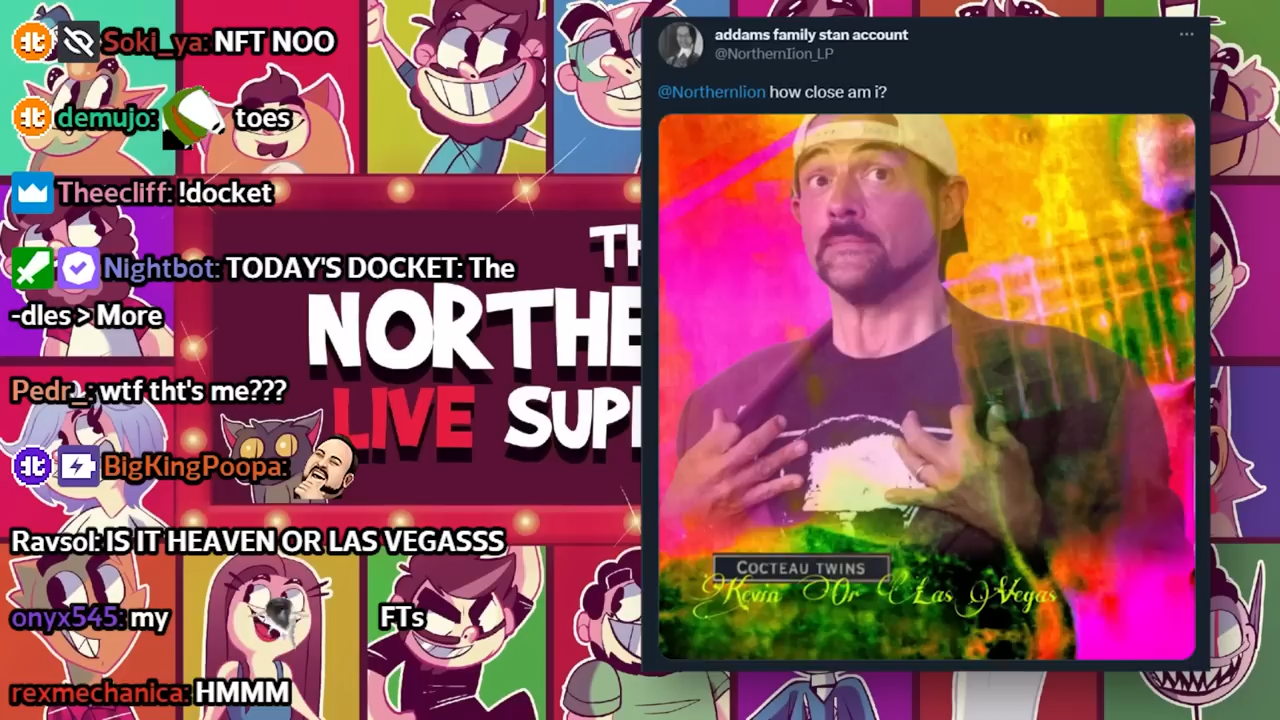 Soki_ya: NFT NOO
demujo: toes
Theecliff: !docket
Nightbot: TODAY'S DOCKET: The
-dles > More
Pedr_: wtf tht's me???
BigKingPoopa:
Ravsol: IS IT HEAVEN OR LAS VEGASSS
onyx545: my FTs
rexmechanica: HMMM
TH
NORTHE
LIVE SUP
addams family stan account
@NorthernIion_LP
@Northernlion how close am i?
COCTEAU TWINS
Kevin Or Las Vegas